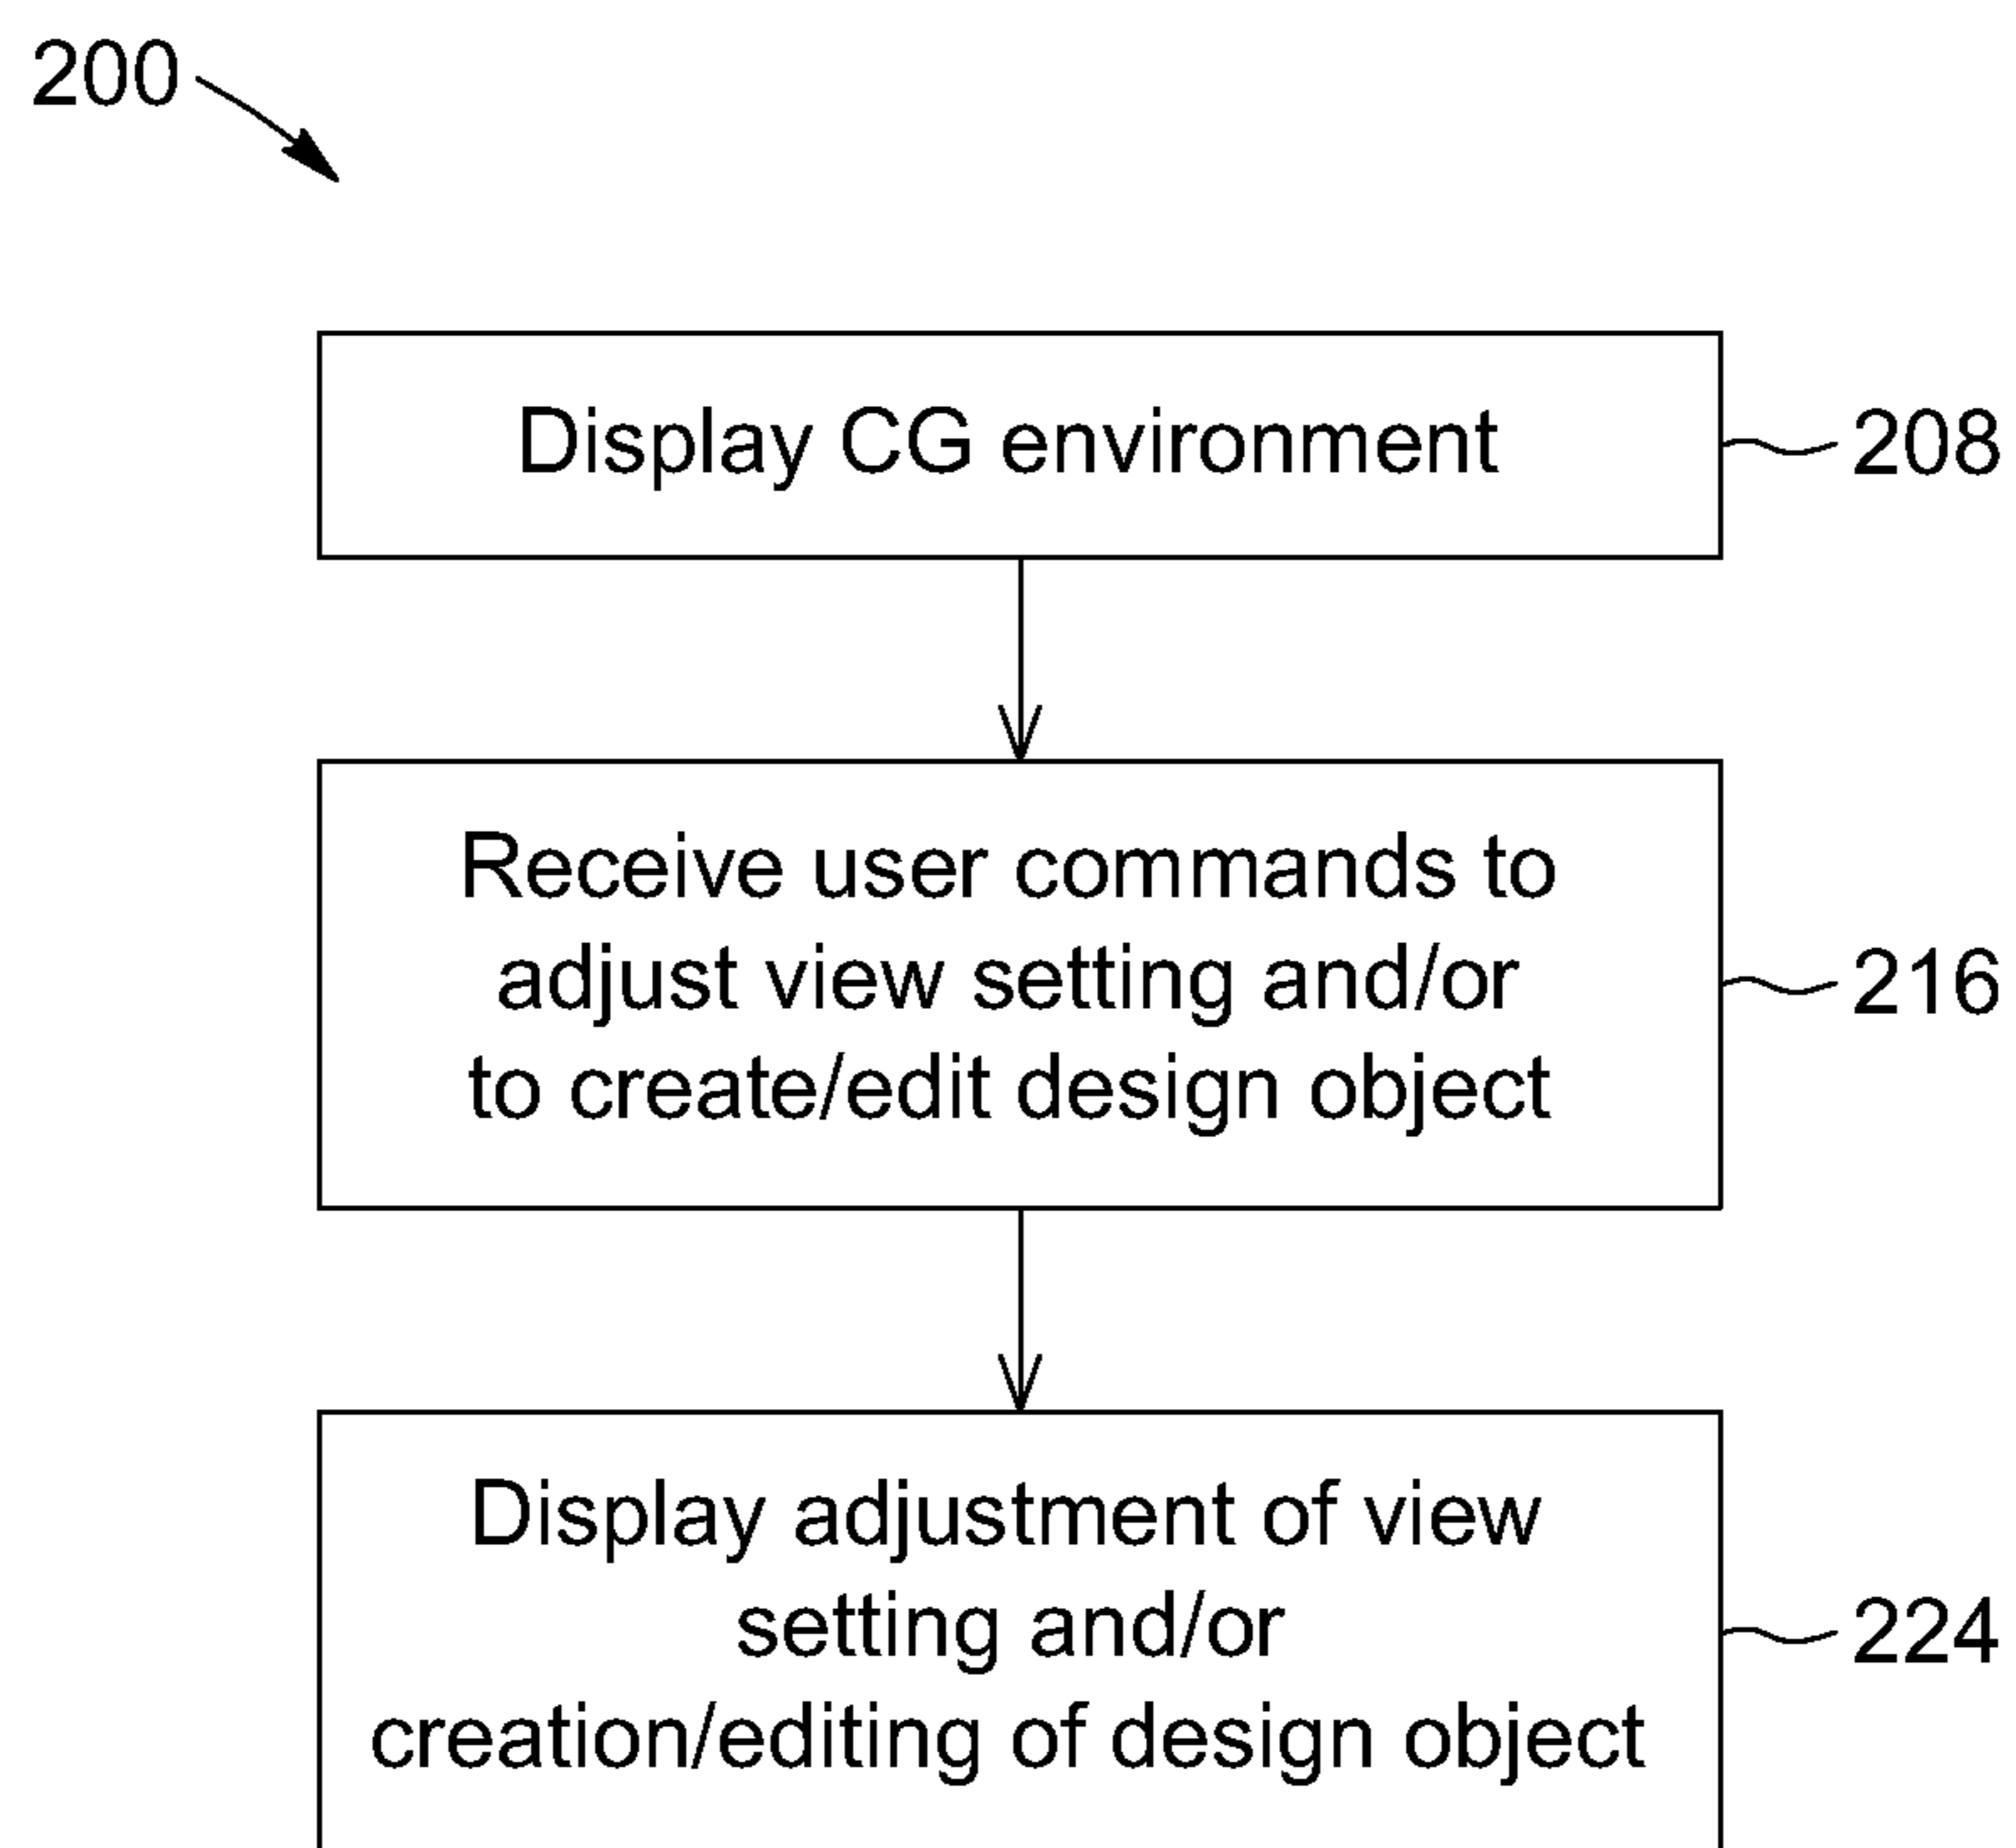 200
Display CG environment
208
Receive user commands to
adjust view setting and/or
to create/edit design object
216
Display adjustment of view
setting and/or
creation/editing of design object
224